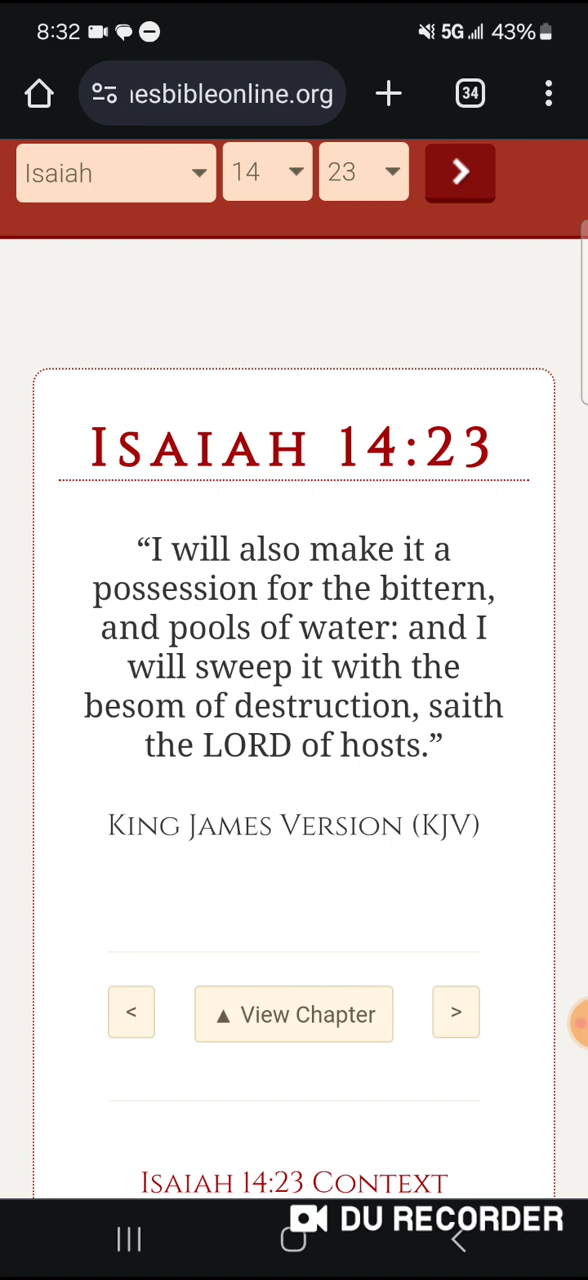 8:32
5G 43%
nesbibleonline.org
34
Isaiah 14 23
ISAIAH 14:23
“I will also make it a
possession for the bittern,
and pools of water: and I
will sweep it with the
besom of destruction, saith
the LORD of hosts.”
KING JAMES VERSION (KJV)
< ▲ View Chapter >
ISAIAH 14:23 CONTEXT
DU RECORDER